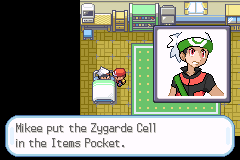 Mikee put the Zygarde Cell
in the Items Pocket.